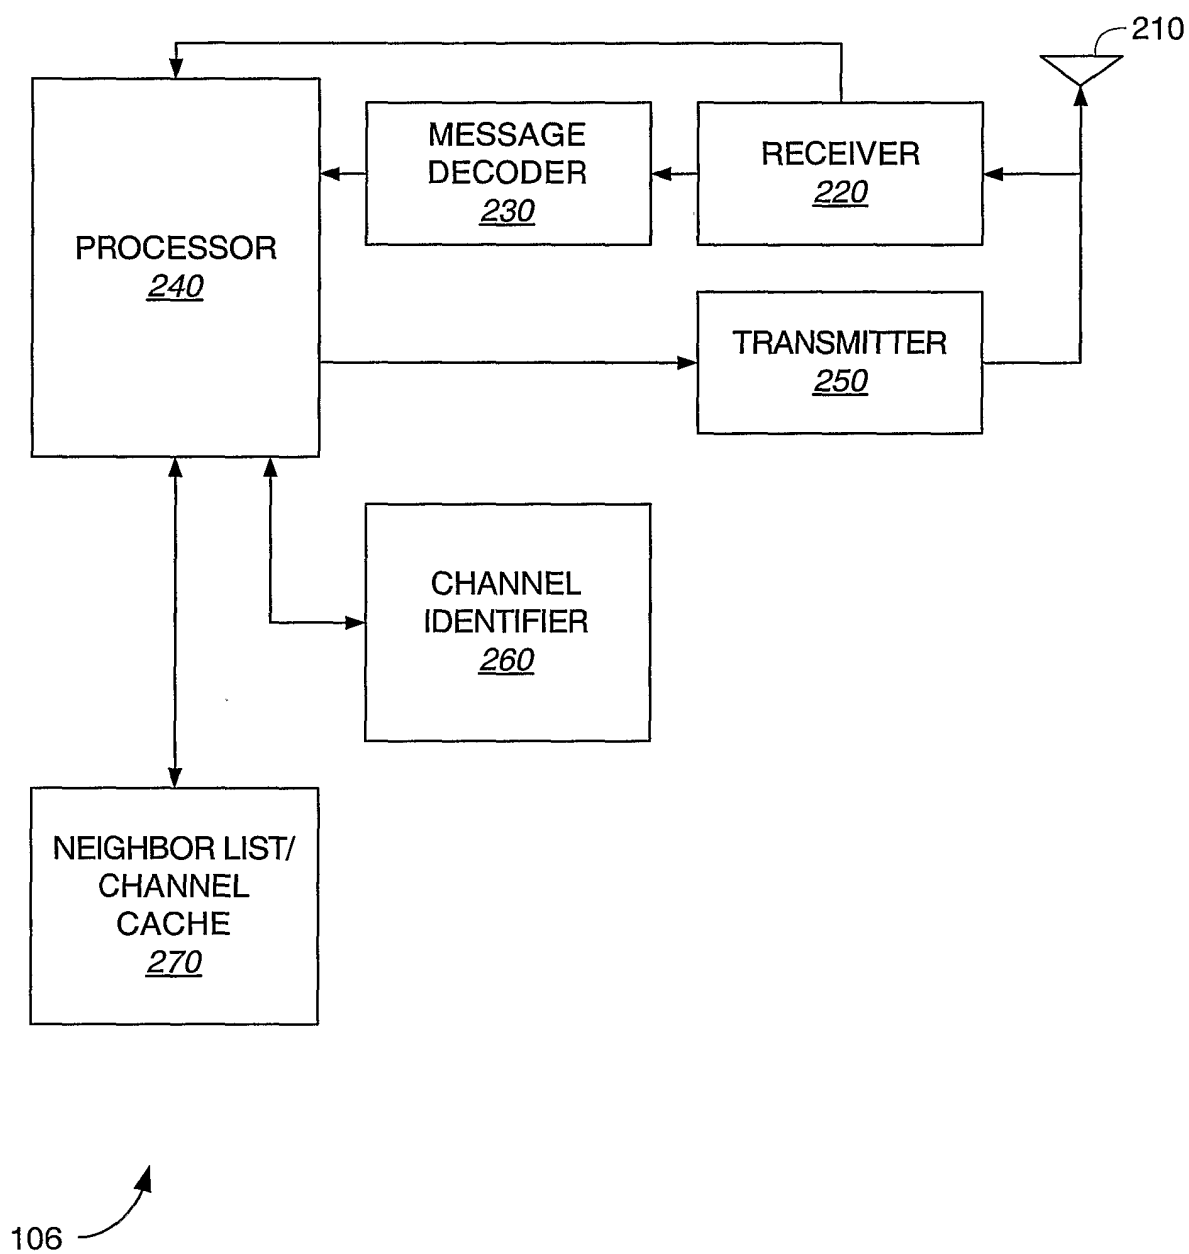 210
MESSAGE
DECODER
230
RECEIVER
220
PROCESSOR
240
TRANSMITTER
250
CHANNEL
IDENTIFIER
260
NEIGHBOR LIST/
CHANNEL
CACHE
270
106